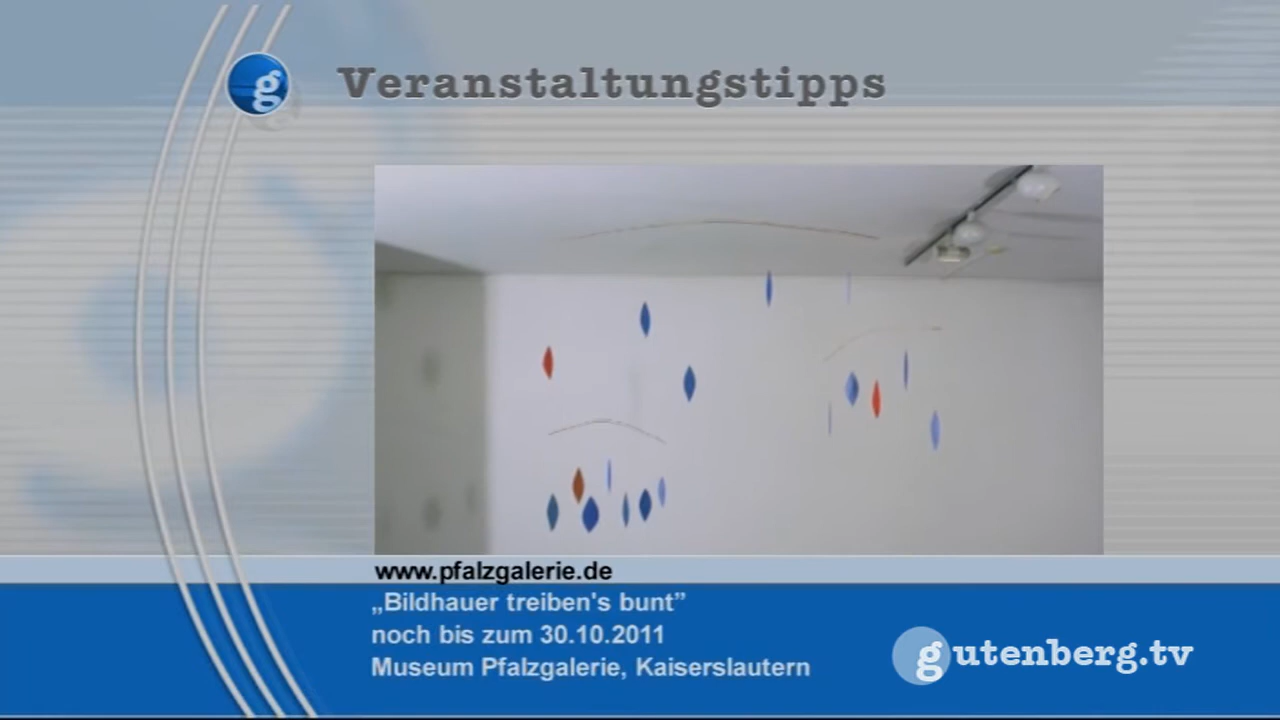 g
Veranstaltungstipps
www.pfalzgalerie.de
„Bildhauer treiben's bunt”
noch bis zum 30.10.2011
Museum Pfalzgalerie, Kaiserslautern
gutenberg.tv